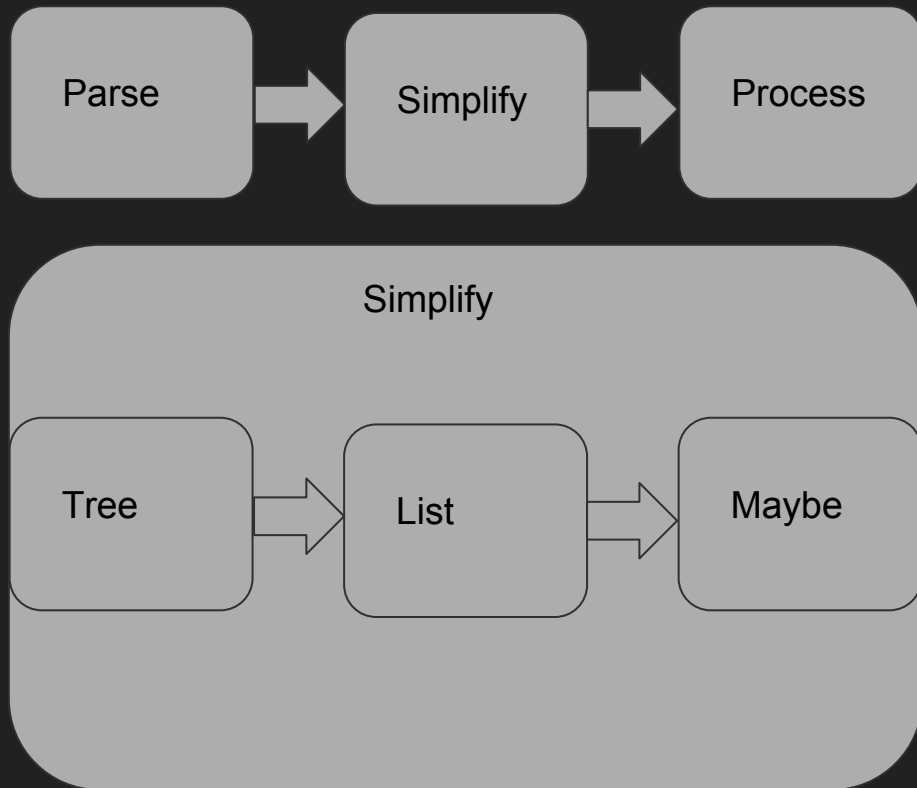 Parse
Simplify
Process
Simplify
Tree
List
Maybe